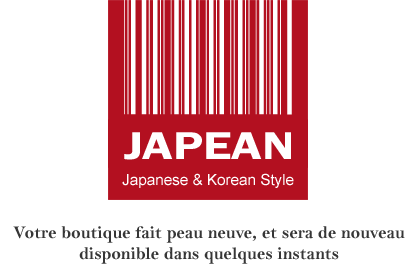 JAPEAN
Japanese & Korean Style
Votre boutique fait peau neuve, et sera de nouveau
disponible dans quelques instants